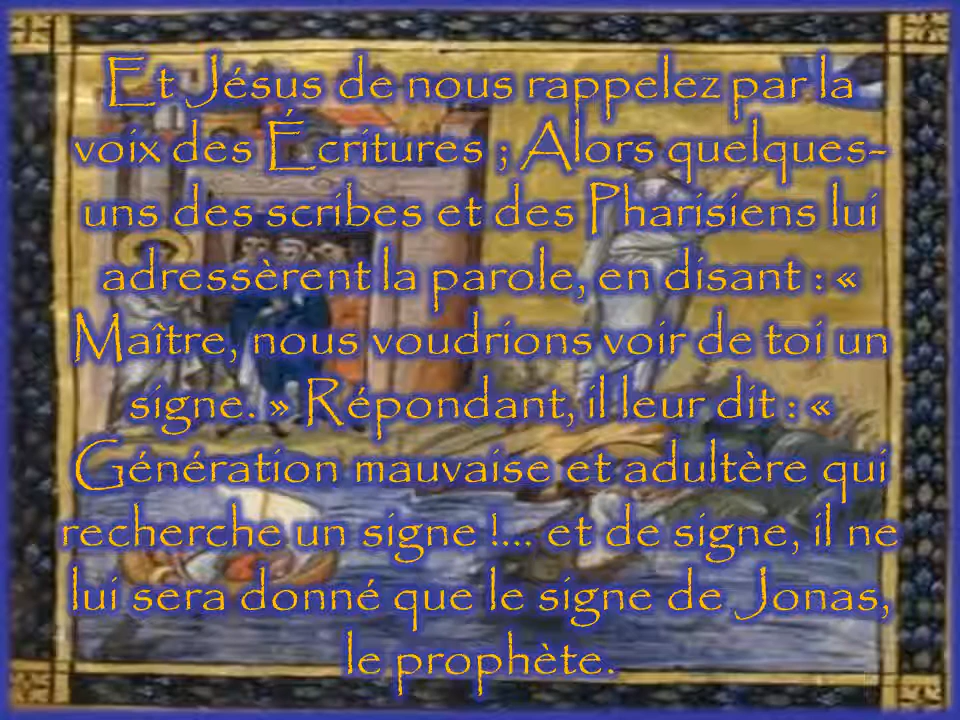 Et Jésus de nous rappelez par la
voix des Écritures ; Alors quelques-
uns des scribes et des Pharisiens lui
adressèrent la parole, en disant : «
Maître, nous voudrions voir de toi un
signe. » Répondant, il leur dit : «
Génération mauvaise et adultère qui
recherche un signe !... et de signe, il ne
lui sera donné que le signe de Jonas,
le prophète.